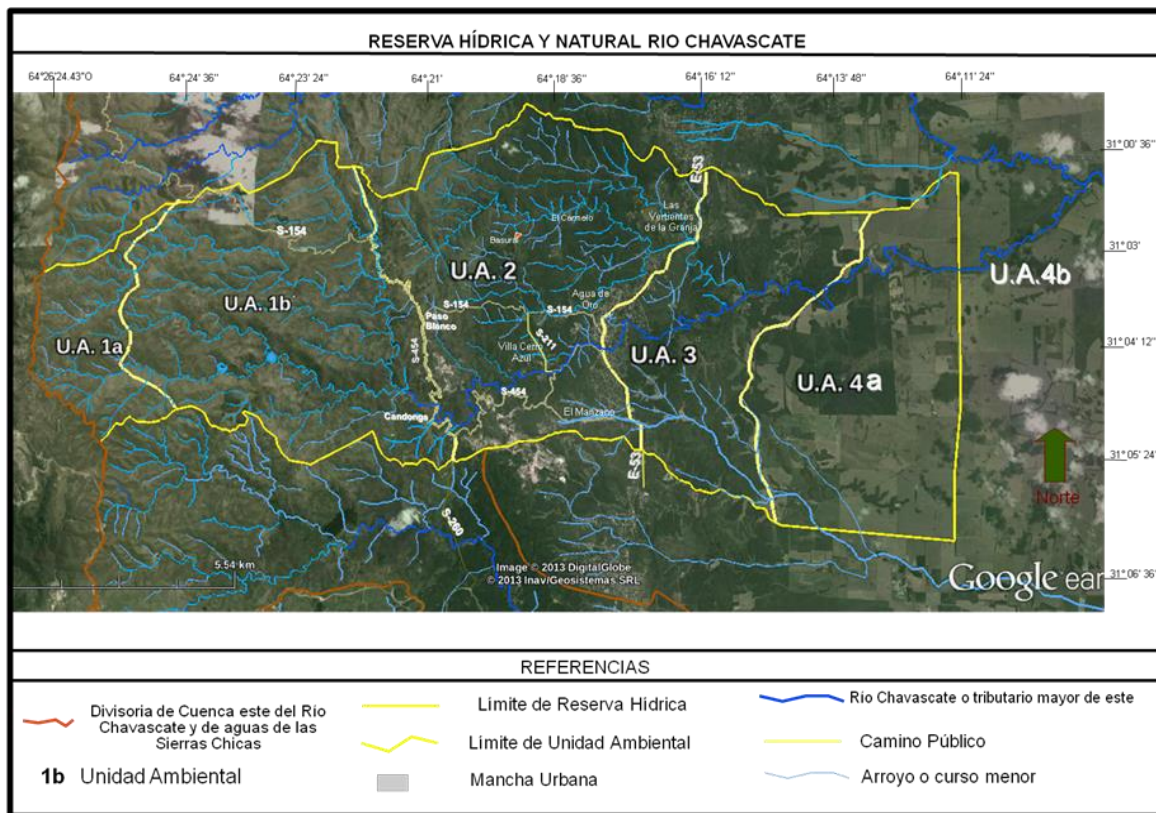 RESERVA HÍDRICA Y NATURAL RIO CHAVASCATE
64°26'24.43"O
64°24'36"
64°23'24"
64°21'
64°18'36"
64°16'12"
64°13'48"
64°11'24"
31°00'36"
31°03'
31°04'12"
31°05'24"
31°06'36"
E-53
Las
Vertientes
de la Granja
El Carmelo
Basural
S-154
U.A. 2
U.A.4b
U.A. 1b
Agua de
Oro
S-154
S-154
Paso
Blanco
S-454
Villa Cerro
Azul
S-311
U.A. 1a
U.A. 3
U.A. 4a
S-454
El Manzano
Candonga
E-53
Norte
S-260
5.54 km
Image © 2013 DigitalGlobe
© 2013 Inav/Geosistemas SRL
Google ear
REFERENCIAS
Divisoria de Cuenca este del Río
Chavascate y de aguas de las
Sierras Chicas
Límite de Reserva Hídrica
Río Chavascate o tributario mayor de este
Límite de Unidad Ambiental
Camino Público
1b Unidad Ambiental
Mancha Urbana
Arroyo o curso menor